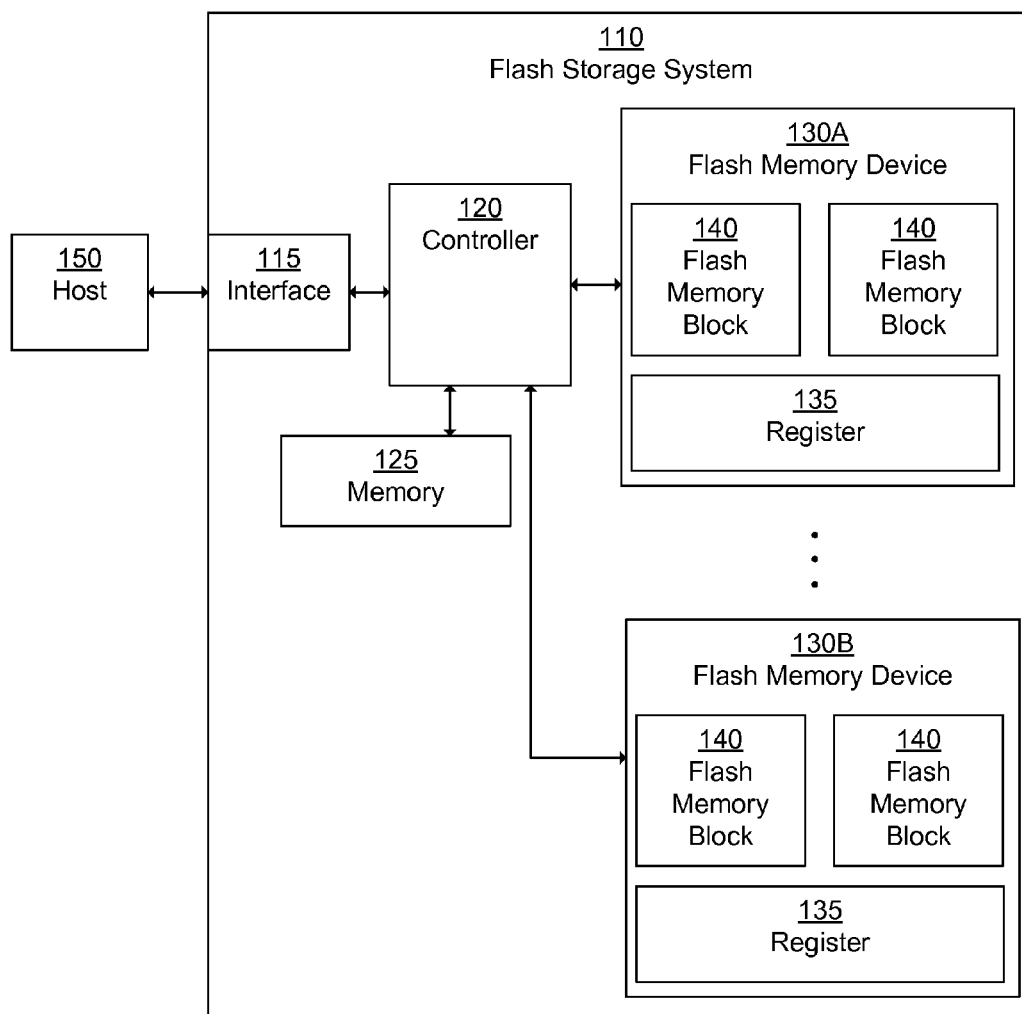 110
Flash Storage System
130A
Flash Memory Device
140
Flash
Memory
Block
140
Flash
Memory
Block
135
Register
120
Controller
150
Host
115
Interface
125
Memory
130B
Flash Memory Device
140
Flash
Memory
Block
140
Flash
Memory
Block
135
Register